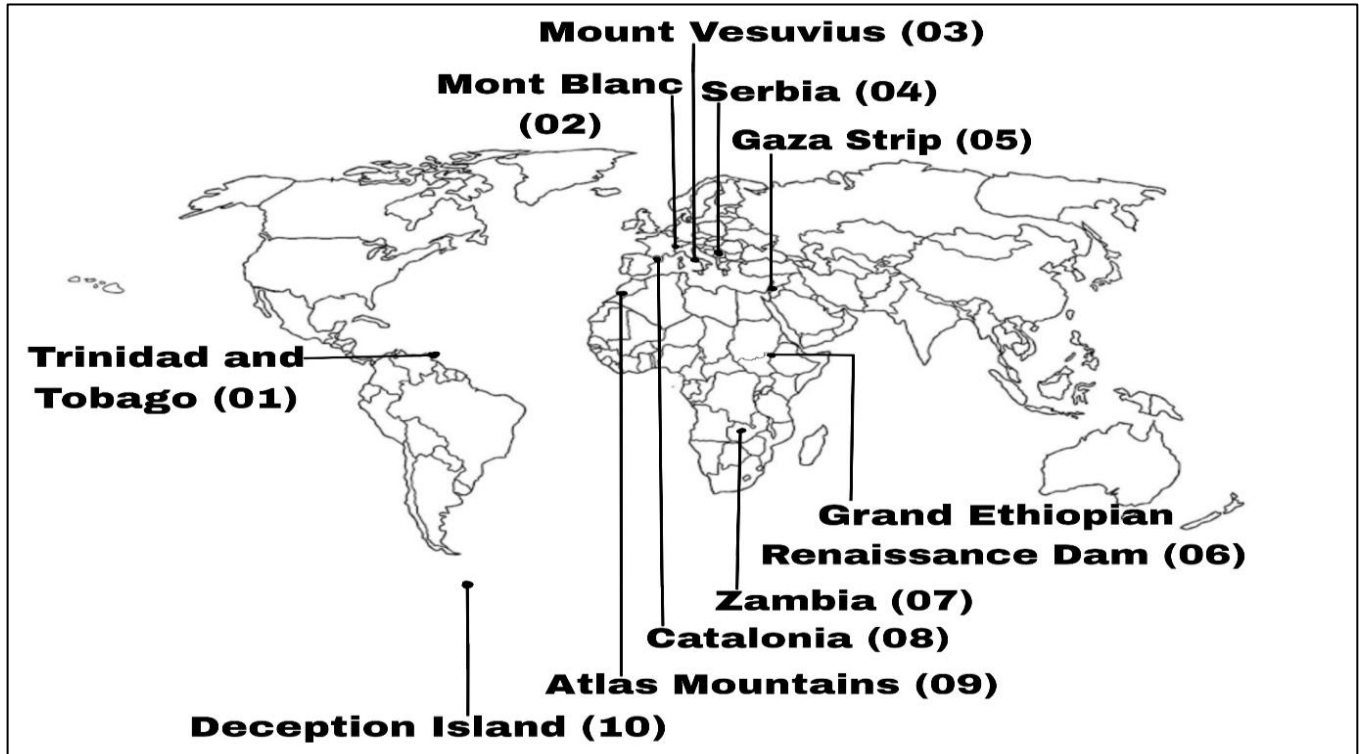 Mount Vesuvius (03)
Mont Blanc
(02)
Serbia (04)
Gaza Strip (05)
Trinidad and
Tobago (01)
Grand Ethiopian
Renaissance Dam (06)
Zambia (07)
Catalonia (08)
Atlas Mountains (09)
Deception Island (10)